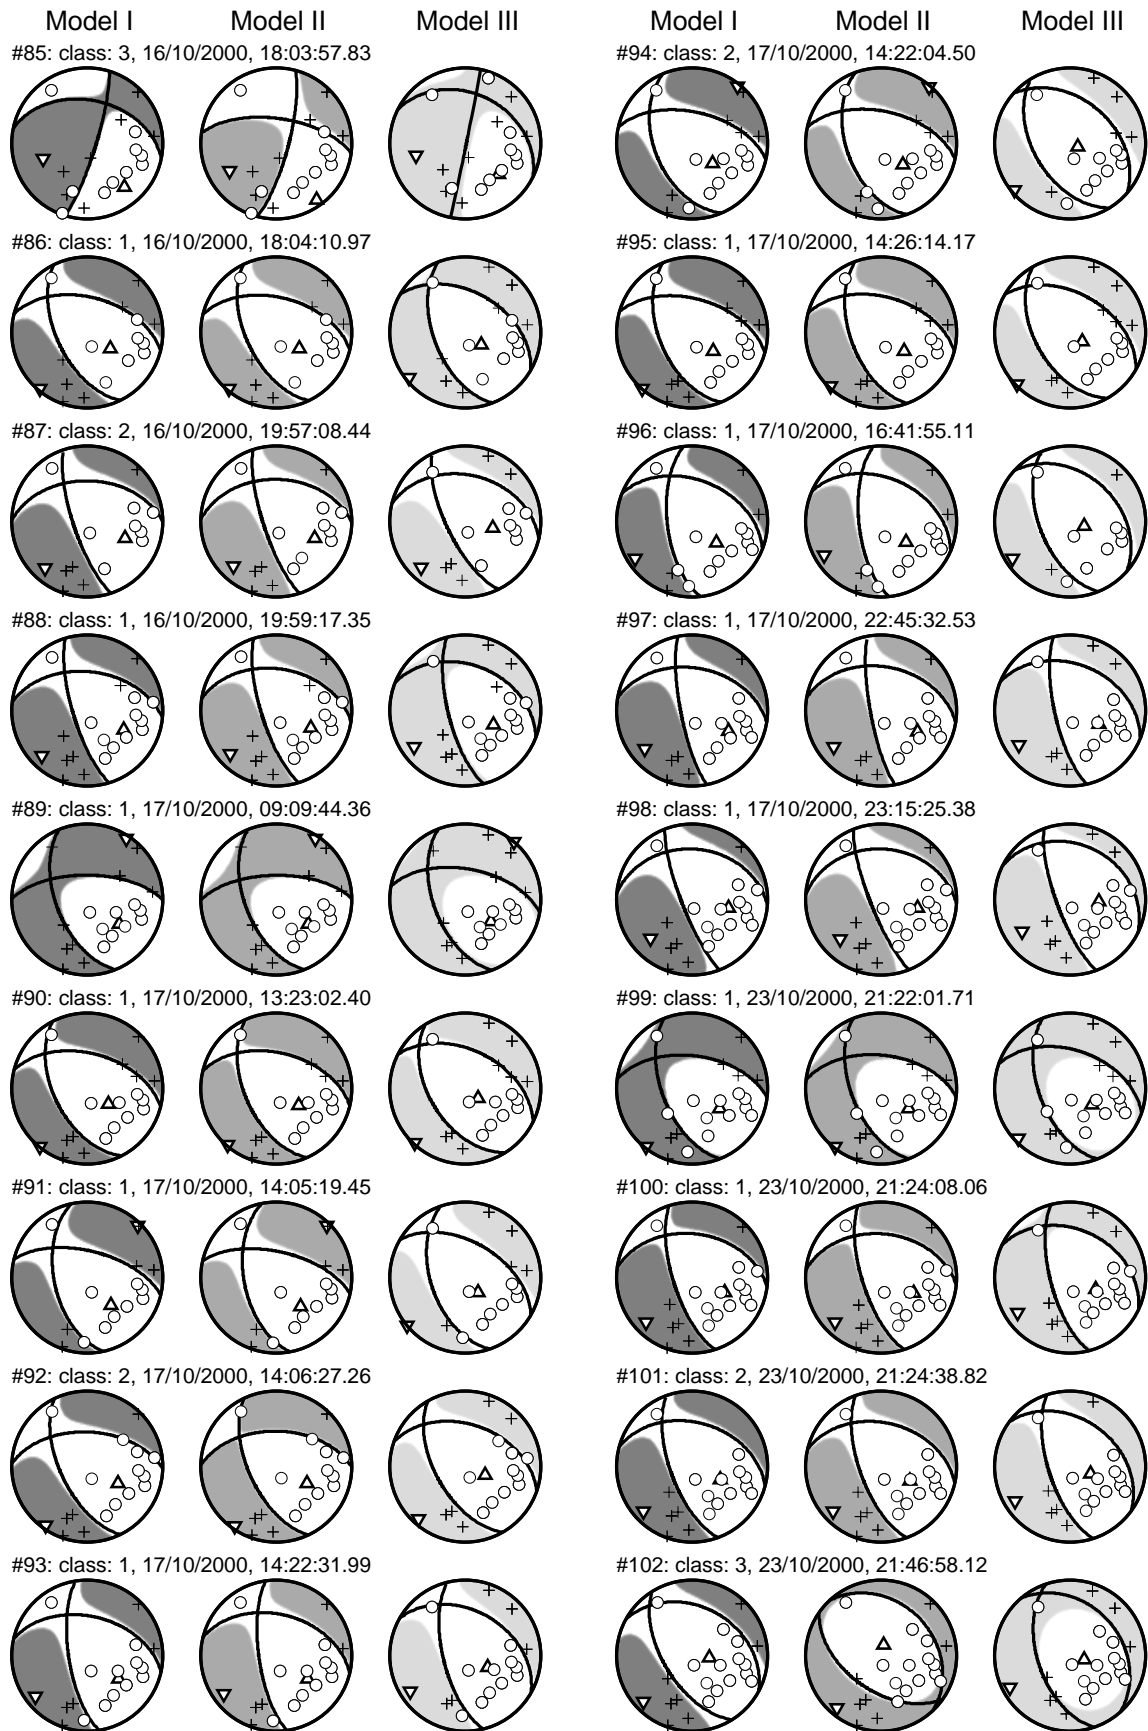 Model I Model II Model III Model I Model II Model III
#85: class: 3, 16/10/2000, 18:03:57.83
#86: class: 1, 16/10/2000, 18:04:10.97
#87: class: 2, 16/10/2000, 19:57:08.44
#88: class: 1, 16/10/2000, 19:59:17.35
#89: class: 1, 17/10/2000, 09:09:44.36
#90: class: 1, 17/10/2000, 13:23:02.40
#91: class: 1, 17/10/2000, 14:05:19.45
#92: class: 2, 17/10/2000, 14:06:27.26
#93: class: 1, 17/10/2000, 14:22:31.99
#94: class: 2, 17/10/2000, 14:22:04.50
#95: class: 1, 17/10/2000, 14:26:14.17
#96: class: 1, 17/10/2000, 16:41:55.11
#97: class: 1, 17/10/2000, 22:45:32.53
#98: class: 1, 17/10/2000, 23:15:25.38
#99: class: 1, 23/10/2000, 21:22:01.71
#100: class: 1, 23/10/2000, 21:24:08.06
#101: class: 2, 23/10/2000, 21:24:38.82
#102: class: 3, 23/10/2000, 21:46:58.12